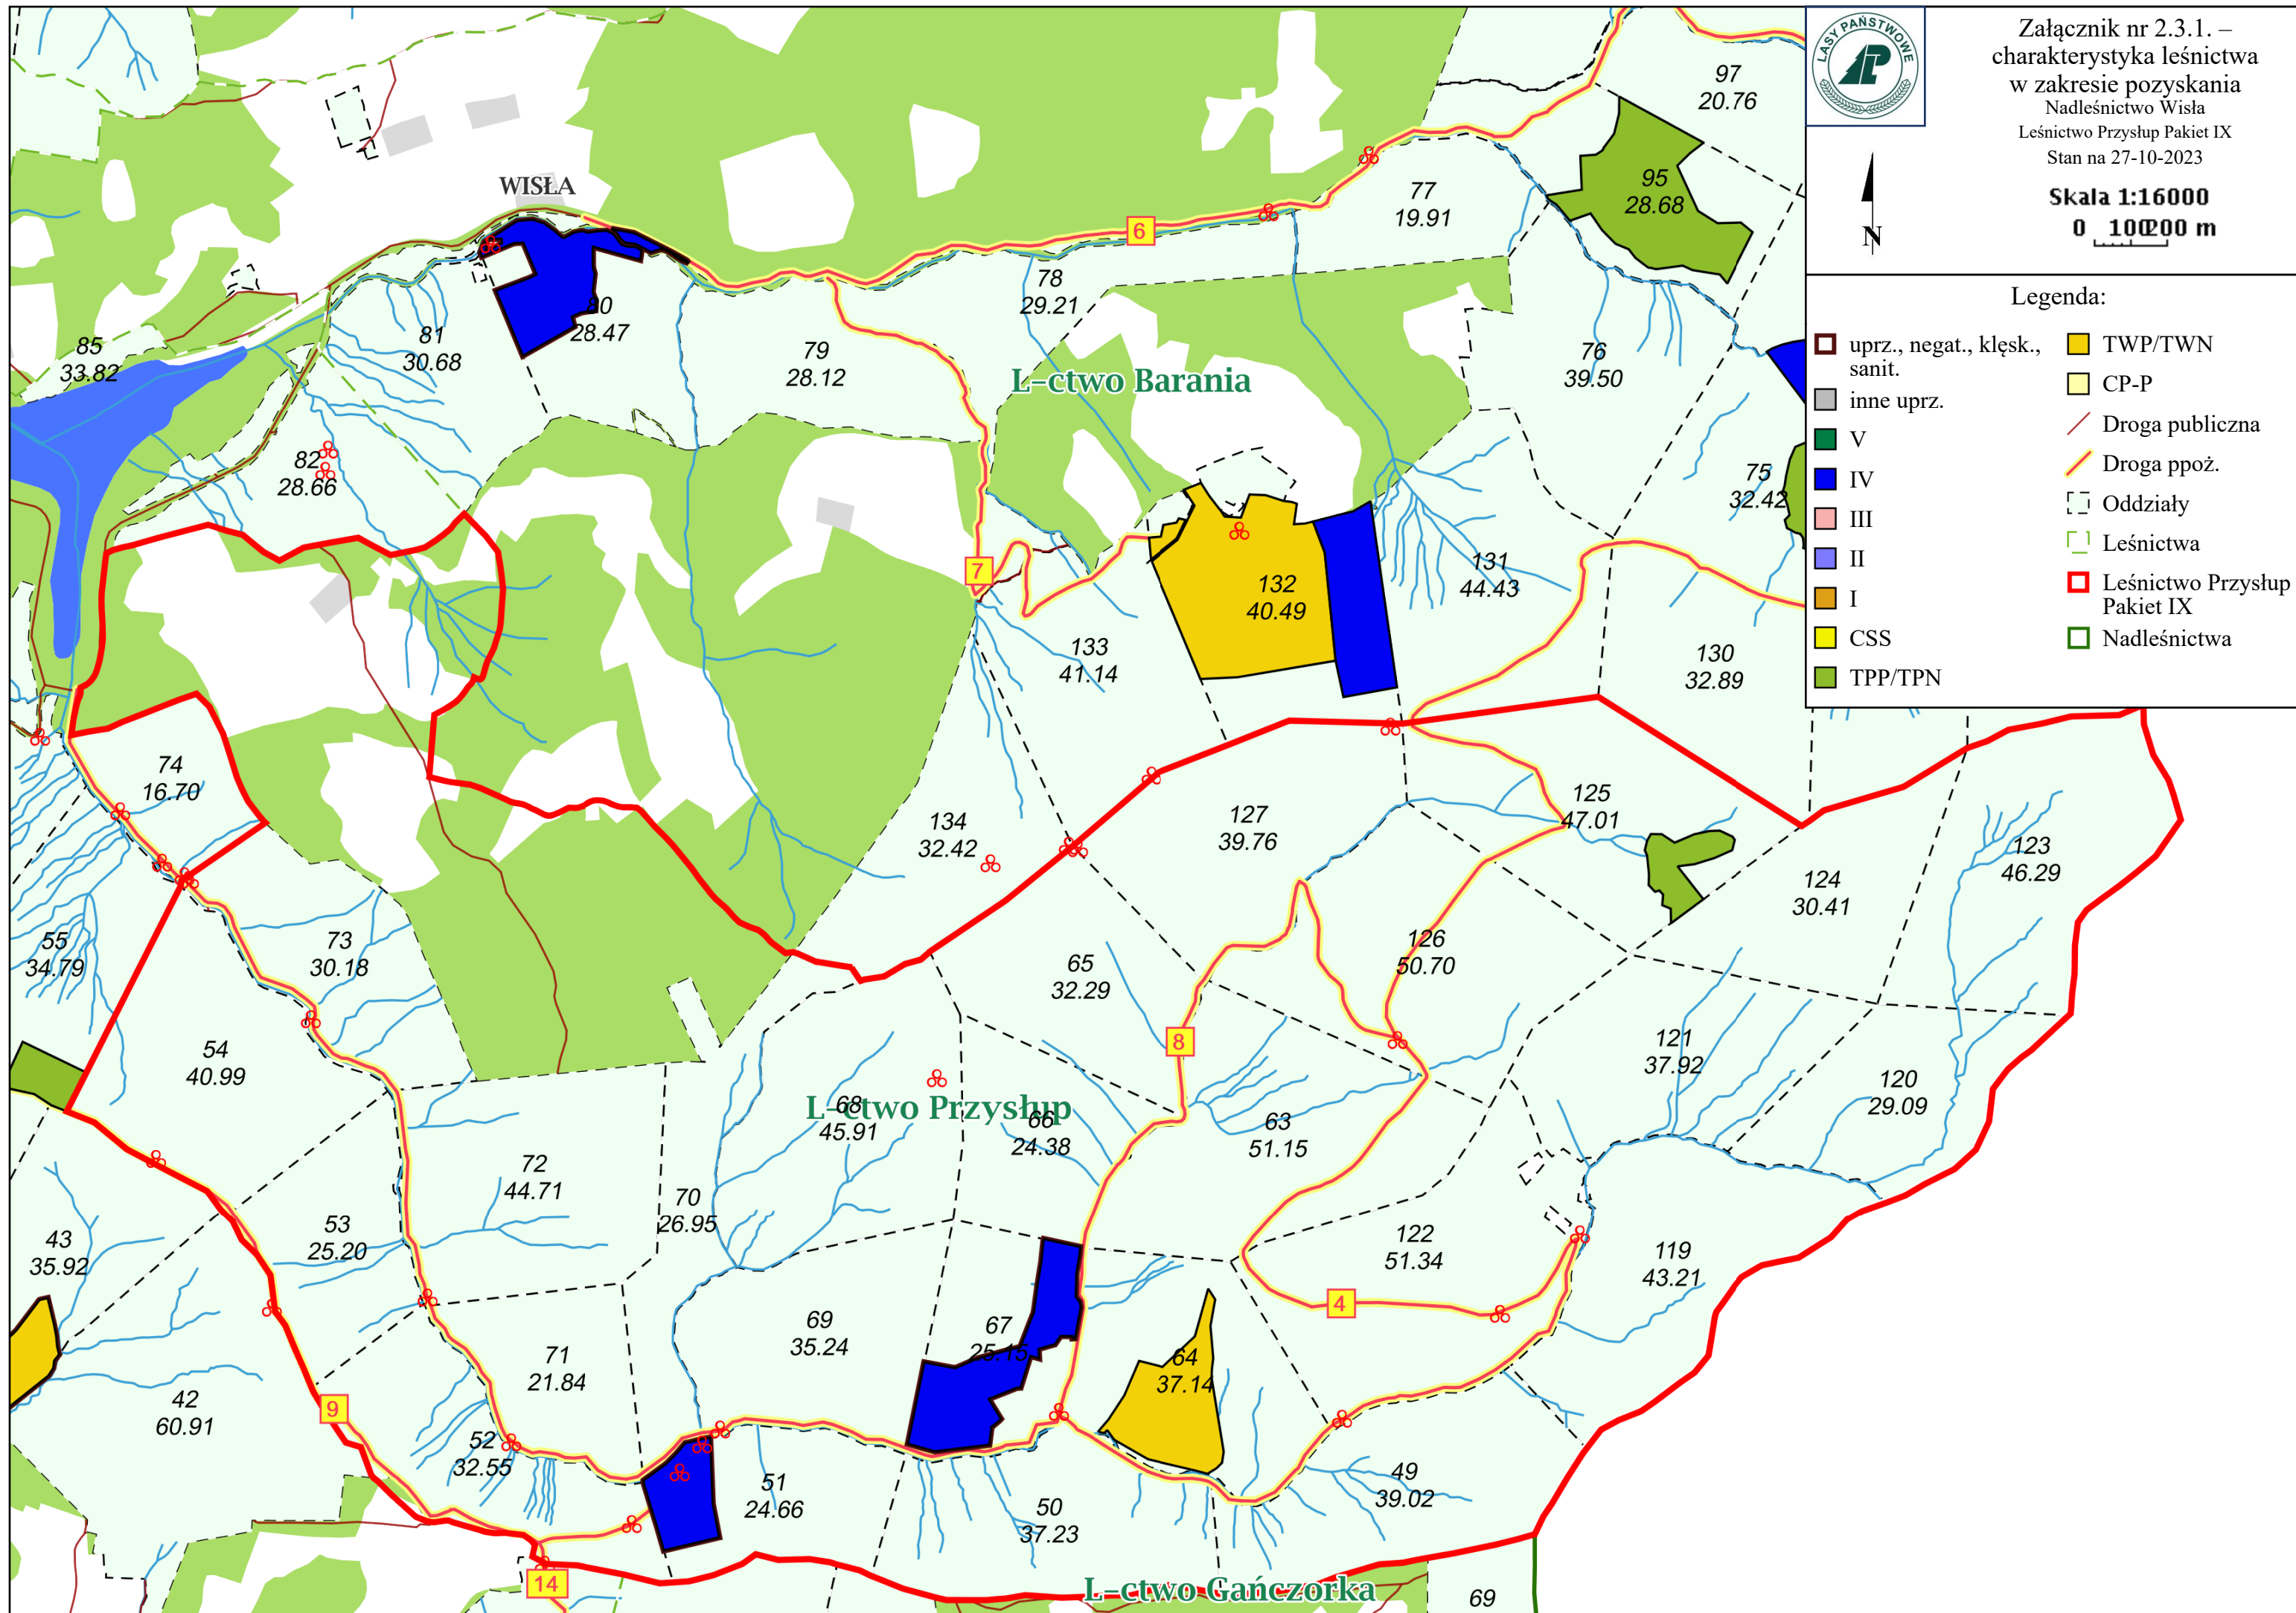 LASY PAŃSTWOWE
Załącznik nr 2.3.1. –
charakterystyka leśnictwa
w zakresie pozyskania
Nadleśnictwo Wisła
Leśnictwo Przysłup Pakiet IX
Stan na 27-10-2023
N
Skala 1:16000
0 100200 m
Legenda:
uprz., negat., klęsk.,
sanit.
inne uprz.
V
IV
III
II
I
CSS
TPP/TPN
TWP/TWN
CP-P
Droga publiczna
Droga ppoż.
Oddziały
Leśnictwa
Leśnictwo Przysłup
Pakiet IX
Nadleśnictwa
97
20.76
95
28.68
77
19.91
WISŁA
6
78
29.21
80
28.47
81
30.68
85
33.82
79
28.12
76
39.50
L–ctwo Barania
82
28.66
75
32.42
7
132
40.49
131
44.43
133
41.14
130
32.89
74
16.70
134
32.42
127
39.76
125
47.01
123
46.29
124
30.41
55
34.79
73
30.18
65
32.29
126
50.70
54
40.99
8
121
37.92
120
29.09
L–ctwo Przysłup
68
45.91
66
24.38
63
51.15
72
44.71
70
26.95
43
35.92
53
25.20
122
51.34
119
43.21
4
69
35.24
67
25.15
64
37.14
71
21.84
42
60.91
9
52
32.55
51
24.66
50
37.23
49
39.02
14
L–ctwo Gańczorka
69